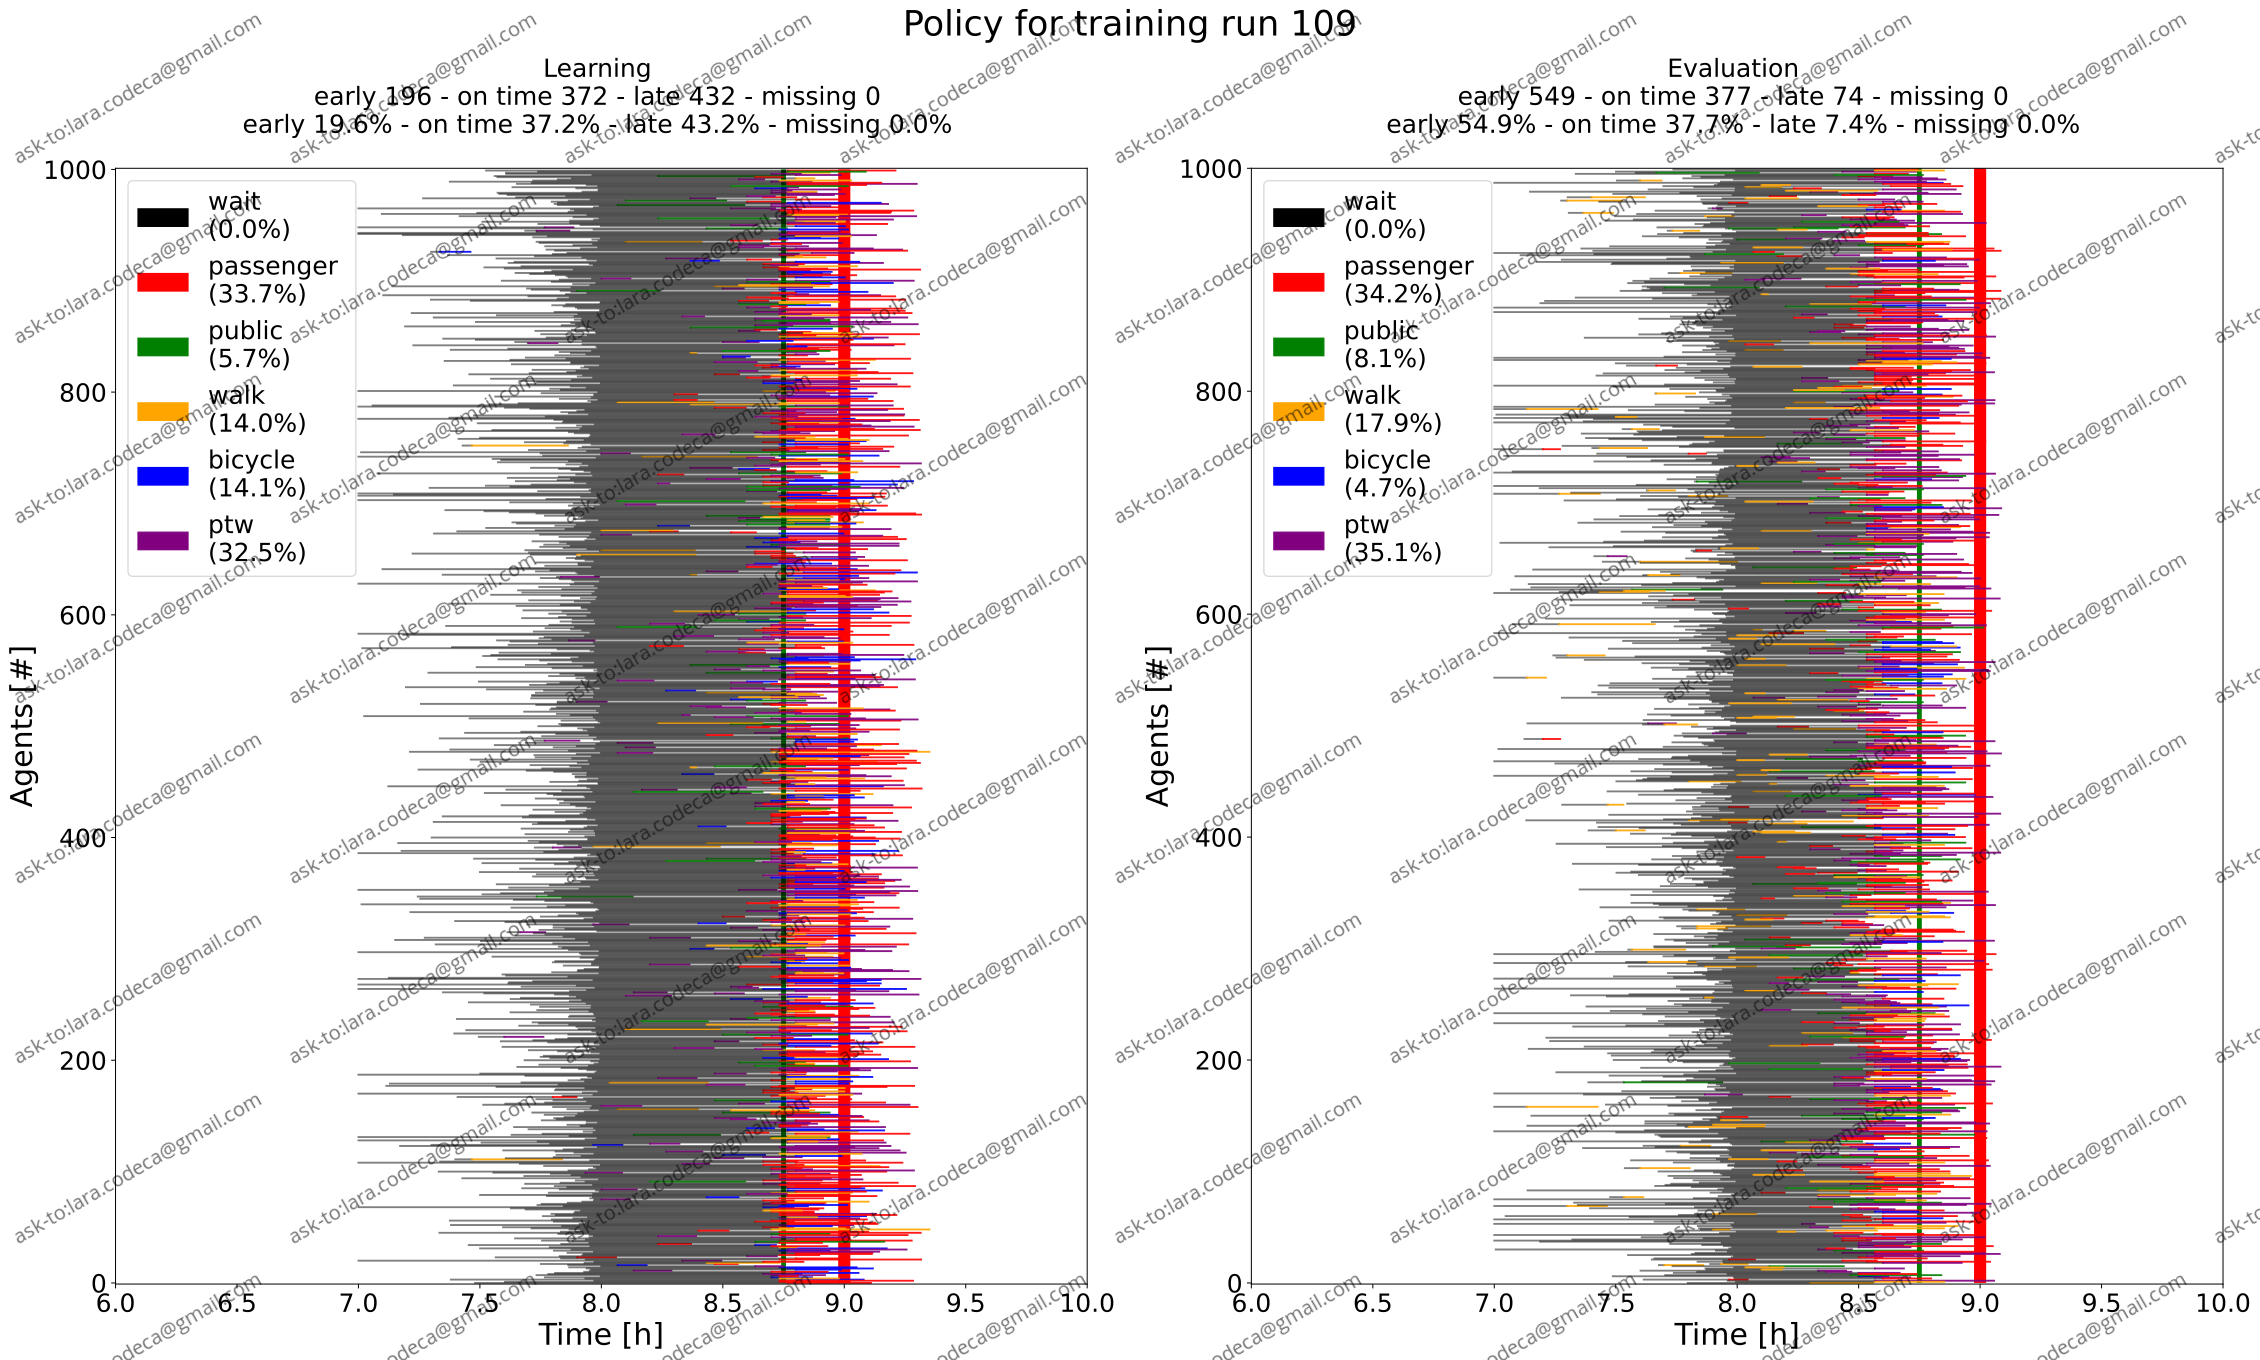 Policy for training run 109
Learning
early 196 - on time 372 - late 432 - missing 0
early 19.6% - on time 37.2% - late 43.2% - missing 0.0%
1000
800
600
400
200
0
Agents [#]
wait
(0.0%)
passenger
(33.7%)
public
(5.7%)
walk
(14.0%)
bicycle
(14.1%)
ptw
(32.5%)
6.0 6.5 7.0 7.5 8.0 8.5 9.0 9.5 10.0
Time [h]
Evaluation
early 549 - on time 377 - late 74 - missing 0
early 54.9% - on time 37.7% - late 7.4% - missing 0.0%
1000
800
600
400
200
0
Agents [#]
wait
(0.0%)
passenger
(34.2%)
public
(8.1%)
walk
(17.9%)
bicycle
(4.7%)
ptw
(35.1%)
6.0 6.5 7.0 7.5 8.0 8.5 9.0 9.5 10.0
Time [h]
ask-to:lara.codeca@gmail.com